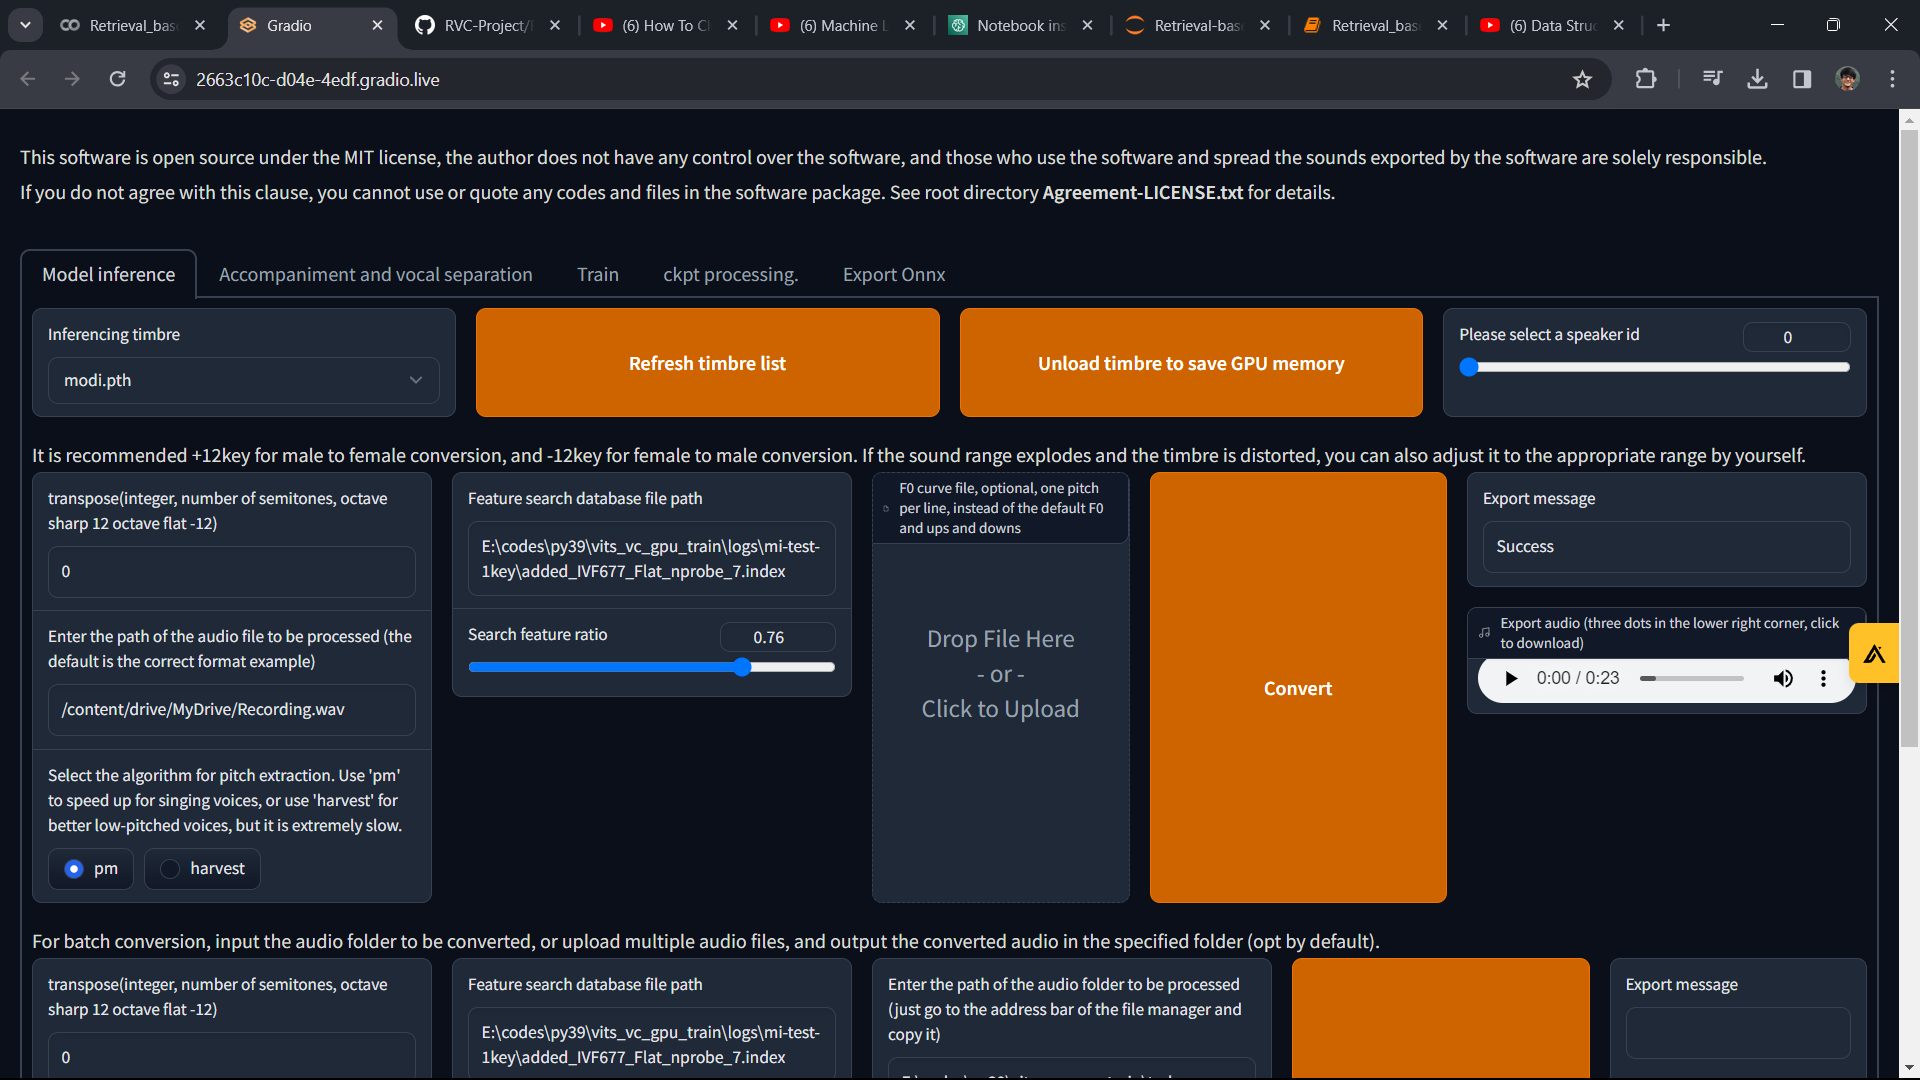 Retrieval_bas
Gradio
RVC-Project/
(6) How To Cl
(6) Machine L
Notebook ins
Retrieval-bas
Retrieval_bas
(6) Data Struc
2663c10c-d04e-4edf.gradio.live
This software is open source under the MIT license, the author does not have any control over the software, and those who use the software and spread the sounds exported by the software are solely responsible.
If you do not agree with this clause, you cannot use or quote any codes and files in the software package. See root directory Agreement-LICENSE.txt for details.
Model inference
Accompaniment and vocal separation
Train
ckpt processing.
Export Onnx
Inferencing timbre
modi.pth
Refresh timbre list
Unload timbre to save GPU memory
Please select a speaker id
0
It is recommended +12key for male to female conversion, and -12key for female to male conversion. If the sound range explodes and the timbre is distorted, you can also adjust it to the appropriate range by yourself.
transpose(integer, number of semitones, octave
sharp 12 octave flat -12)
0
Enter the path of the audio file to be processed (the
default is the correct format example)
/content/drive/MyDrive/Recording.wav
Select the algorithm for pitch extraction. Use 'pm'
to speed up for singing voices, or use 'harvest' for
better low-pitched voices, but it is extremely slow.
pm
harvest
Feature search database file path
E:\codes\py39\vits_vc_gpu_train\logs\mi-test-
1key\added_IVF677_Flat_nprobe_7.index
Search feature ratio
0.76
F0 curve file, optional, one pitch
per line, instead of the default F0
and ups and downs
Drop File Here
- or -
Click to Upload
Convert
Export message
Success
Export audio (three dots in the lower right corner, click
to download)
0:00 / 0:23
For batch conversion, input the audio folder to be converted, or upload multiple audio files, and output the converted audio in the specified folder (opt by default).
transpose(integer, number of semitones, octave
sharp 12 octave flat -12)
0
Feature search database file path
E:\codes\py39\vits_vc_gpu_train\logs\mi-test-
1key\added_IVF677_Flat_nprobe_7.index
Enter the path of the audio folder to be processed
(just go to the address bar of the file manager and
copy it)
Export message